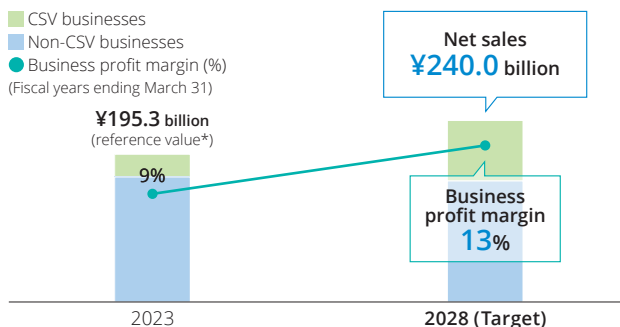 CSV businesses
Non-CSV businesses
Business profit margin (%)
(Fiscal years ending March 31)
¥195.3 billion
(reference value*)
9%
Net sales
¥240.0 billion
Business
profit margin
13%
2023
2028 (Target)